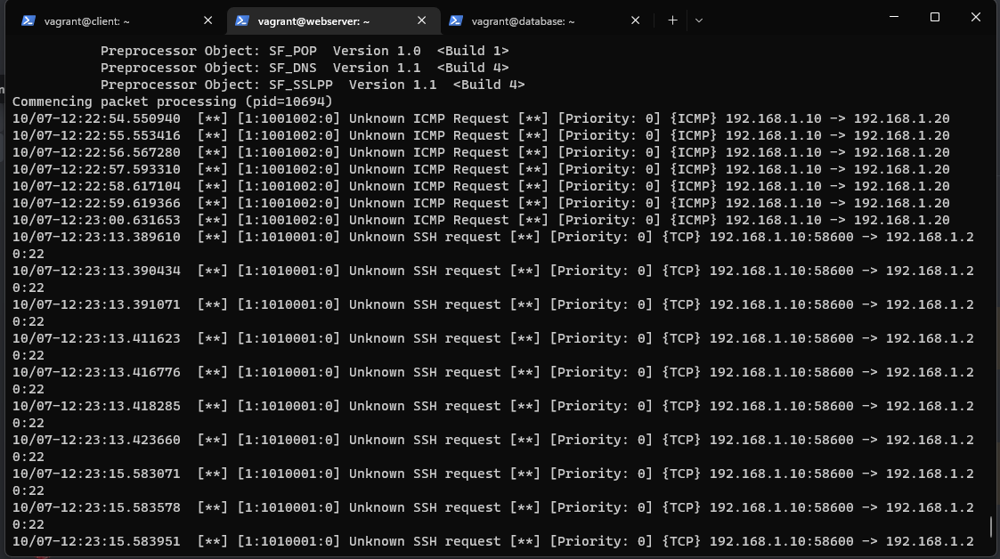 vagrant@client: ~
vagrant@webserver: ~
vagrant@database: ~
Preprocessor Object: SF_POP  Version 1.0  <Build 1>
Preprocessor Object: SF_DNS  Version 1.1  <Build 4>
Preprocessor Object: SF_SSLPP  Version 1.1  <Build 4>
Commencing packet processing (pid=10694)
10/07-12:22:54.550940  [**] [1:1001002:0] Unknown ICMP Request [**] [Priority: 0] {ICMP} 192.168.1.10 -> 192.168.1.20
10/07-12:22:55.553416  [**] [1:1001002:0] Unknown ICMP Request [**] [Priority: 0] {ICMP} 192.168.1.10 -> 192.168.1.20
10/07-12:22:56.567280  [**] [1:1001002:0] Unknown ICMP Request [**] [Priority: 0] {ICMP} 192.168.1.10 -> 192.168.1.20
10/07-12:22:57.593310  [**] [1:1001002:0] Unknown ICMP Request [**] [Priority: 0] {ICMP} 192.168.1.10 -> 192.168.1.20
10/07-12:22:58.617104  [**] [1:1001002:0] Unknown ICMP Request [**] [Priority: 0] {ICMP} 192.168.1.10 -> 192.168.1.20
10/07-12:22:59.619366  [**] [1:1001002:0] Unknown ICMP Request [**] [Priority: 0] {ICMP} 192.168.1.10 -> 192.168.1.20
10/07-12:23:00.631653  [**] [1:1001002:0] Unknown ICMP Request [**] [Priority: 0] {ICMP} 192.168.1.10 -> 192.168.1.20
10/07-12:23:13.389610  [**] [1:1010001:0] Unknown SSH request [**] [Priority: 0] {TCP} 192.168.1.10:58600 -> 192.168.1.2
0:22
10/07-12:23:13.390434  [**] [1:1010001:0] Unknown SSH request [**] [Priority: 0] {TCP} 192.168.1.10:58600 -> 192.168.1.2
0:22
10/07-12:23:13.391071  [**] [1:1010001:0] Unknown SSH request [**] [Priority: 0] {TCP} 192.168.1.10:58600 -> 192.168.1.2
0:22
10/07-12:23:13.411623  [**] [1:1010001:0] Unknown SSH request [**] [Priority: 0] {TCP} 192.168.1.10:58600 -> 192.168.1.2
0:22
10/07-12:23:13.416776  [**] [1:1010001:0] Unknown SSH request [**] [Priority: 0] {TCP} 192.168.1.10:58600 -> 192.168.1.2
0:22
10/07-12:23:13.418285  [**] [1:1010001:0] Unknown SSH request [**] [Priority: 0] {TCP} 192.168.1.10:58600 -> 192.168.1.2
0:22
10/07-12:23:13.423660  [**] [1:1010001:0] Unknown SSH request [**] [Priority: 0] {TCP} 192.168.1.10:58600 -> 192.168.1.2
0:22
10/07-12:23:15.583071  [**] [1:1010001:0] Unknown SSH request [**] [Priority: 0] {TCP} 192.168.1.10:58600 -> 192.168.1.2
0:22
10/07-12:23:15.583578  [**] [1:1010001:0] Unknown SSH request [**] [Priority: 0] {TCP} 192.168.1.10:58600 -> 192.168.1.2
0:22
10/07-12:23:15.583951  [**] [1:1010001:0] Unknown SSH request [**] [Priority: 0] {TCP} 192.168.1.10:58600 -> 192.168.1.2